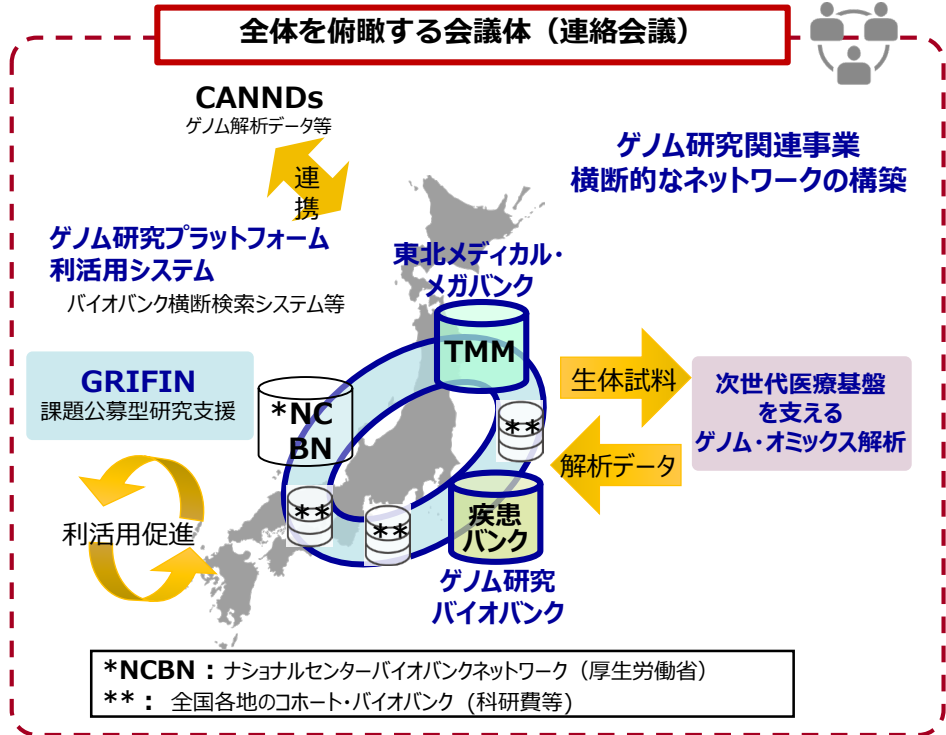 全体を俯瞰する会議体（連絡会議）
CANNDs
ゲノム解析データ等
連
携
ゲノム研究関連事業
横断的なネットワークの構築
ゲノム研究プラットフォーム
利活用システム
バイオバンク横断検索システム等
東北メディカル・
メガバンク
TMM
GRIFIN
課題公募型研究支援
*NC
BN
**
生体試料
次世代医療基盤
を支える
ゲノム・オミックス解析
解析データ
利活用促進
**
**
疾患
バンク
ゲノム研究
バイオバンク
*NCBN：ナショナルセンターバイオバンクネットワーク（厚生労働省）
**： 全国各地のコホート・バイオバンク (科研費等)